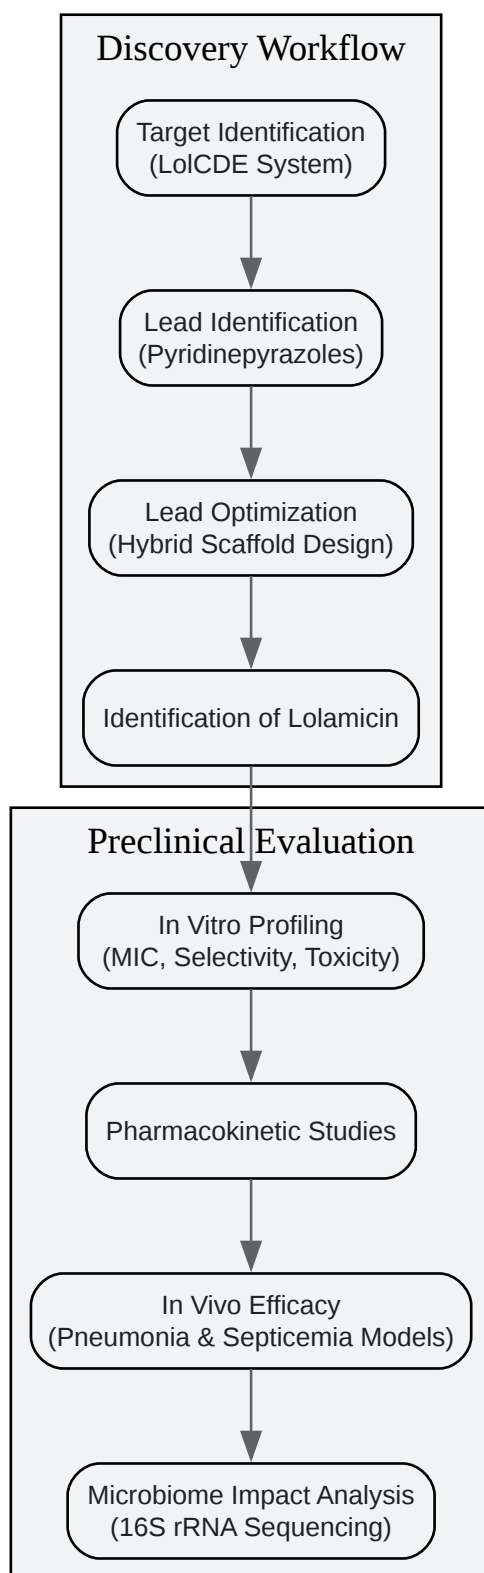 Discovery Workflow
Target Identification
(LolCDE System)
Lead Identification
(Pyridinepyrazoles)
Lead Optimization
(Hybrid Scaffold Design)
Identification of Lolamicin
Preclinical Evaluation
In Vitro Profiling
(MIC, Selectivity, Toxicity)
Pharmacokinetic Studies
In Vivo Efficacy
(Pneumonia & Septicemia Models)
Microbiome Impact Analysis
(16S rRNA Sequencing)